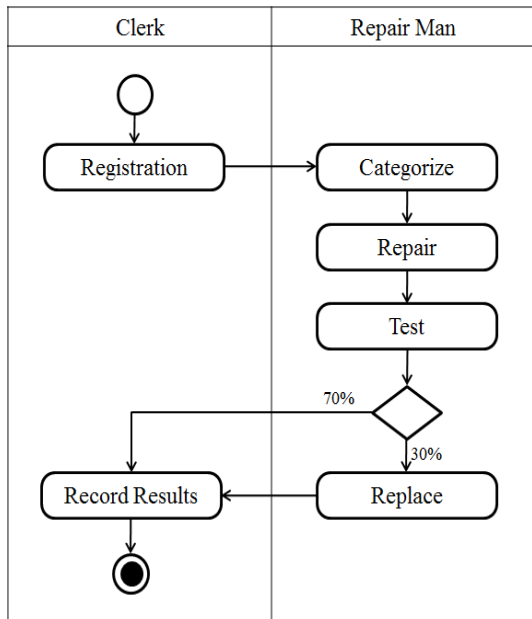 Clerk
Repair Man
Registration
Categorize
Repair
Test
70%
30%
Record Results
Replace